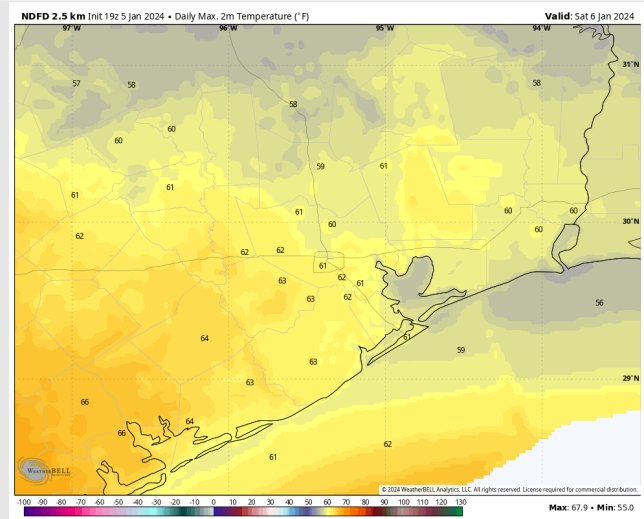 NDFD 2.5 km Init 19z 5 Jan 2024 • Daily Max. 2m Temperature (°F)
Valid: Sat 6 Jan 2024
97°W 96°W 95°W 94°W
31°N
57 58 58
58
60
60
59 61
61 61
61 60 60
60 60
62
62 62
61
62
63 61
63 62
56
64 61
59
63
29°N
63
66
64
66
62
61
30°N
WEATHERBELL
© 2024 WeatherBELL Analytics, LLC. All rights reserved. License required for commercial distribution.
-100 -90 -80 -70 -60 -50 -40 -30 -20 -10 0 10 20 30 40 50 60 70 80 90 100 110 120 130
Max: 67.9 • Min: 55.0